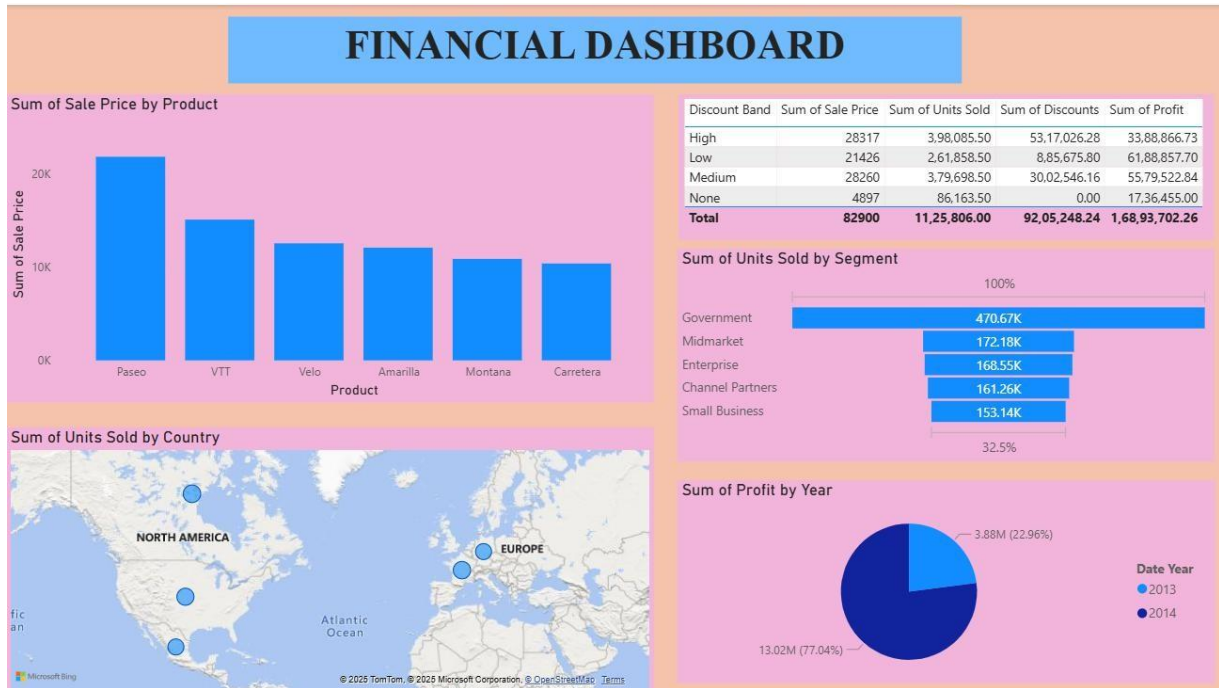 FINANCIAL DASHBOARD
Sum of Sale Price by Product
Sum of Sale Price
20K
10K
0K
Paseo VTT Velo Amarilla Montana Carretera
Product
Discount Band Sum of Sale Price Sum of Units Sold Sum of Discounts Sum of Profit
High 28317 3,98,085.50 53,17,026.28 33,88,866.73
Low 21426 2,61,858.50 8,85,675.80 61,88,857.70
Medium 28260 3,79,698.50 30,02,546.16 55,79,522.84
None 4897 86,163.50 0.00 17,36,455.00
Total 82900 11,25,806.00 92,05,248.24 1,68,93,702.26
Sum of Units Sold by Segment
100%
Government 470.67K
Midmarket 172.18K
Enterprise 168.55K
Channel Partners 161.26K
Small Business 153.14K
32.5%
Sum of Units Sold by Country
NORTH AMERICA
EUROPE
Atlantic
Ocean
fic
an
Microsoft Bing
© 2025 TomTom, © 2025 Microsoft Corporation, © OpenStreetMap Terms
Sum of Profit by Year
3.88M (22.96%)
13.02M (77.04%)
Date Year
2013
2014